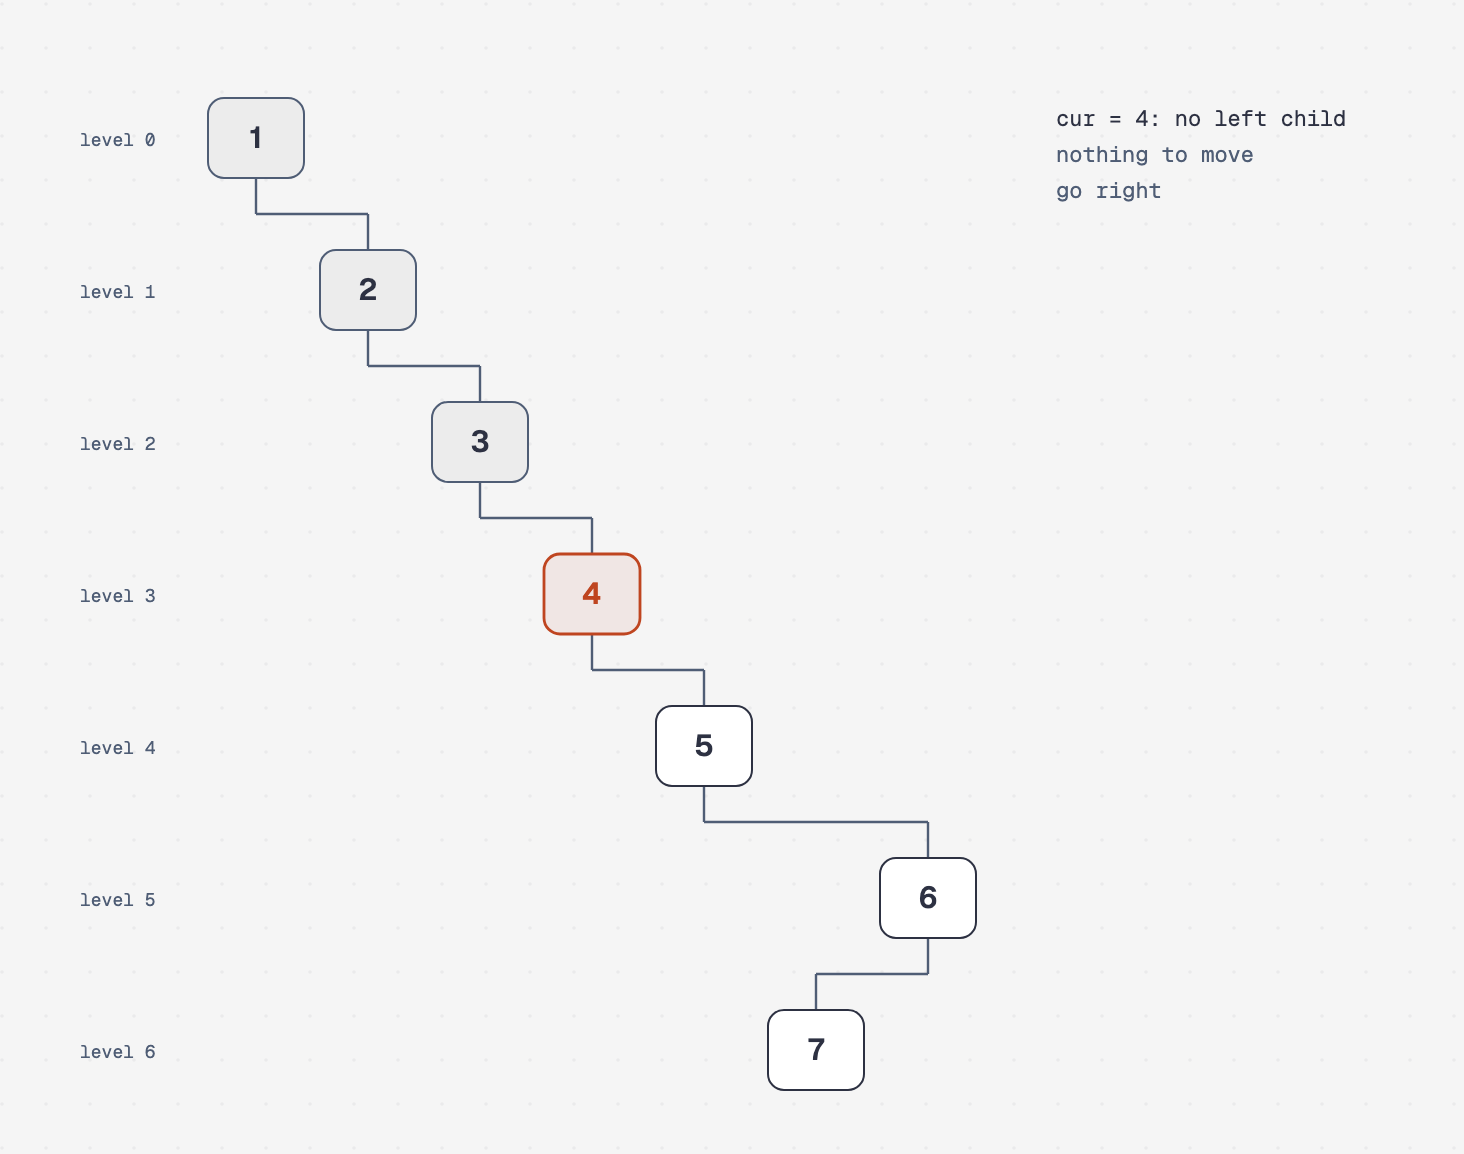 cur = 4: no left child
nothing to move
go right
level 0
1
level 1
2
level 2
3
level 3
4
level 4
5
level 5
6
level 6
7